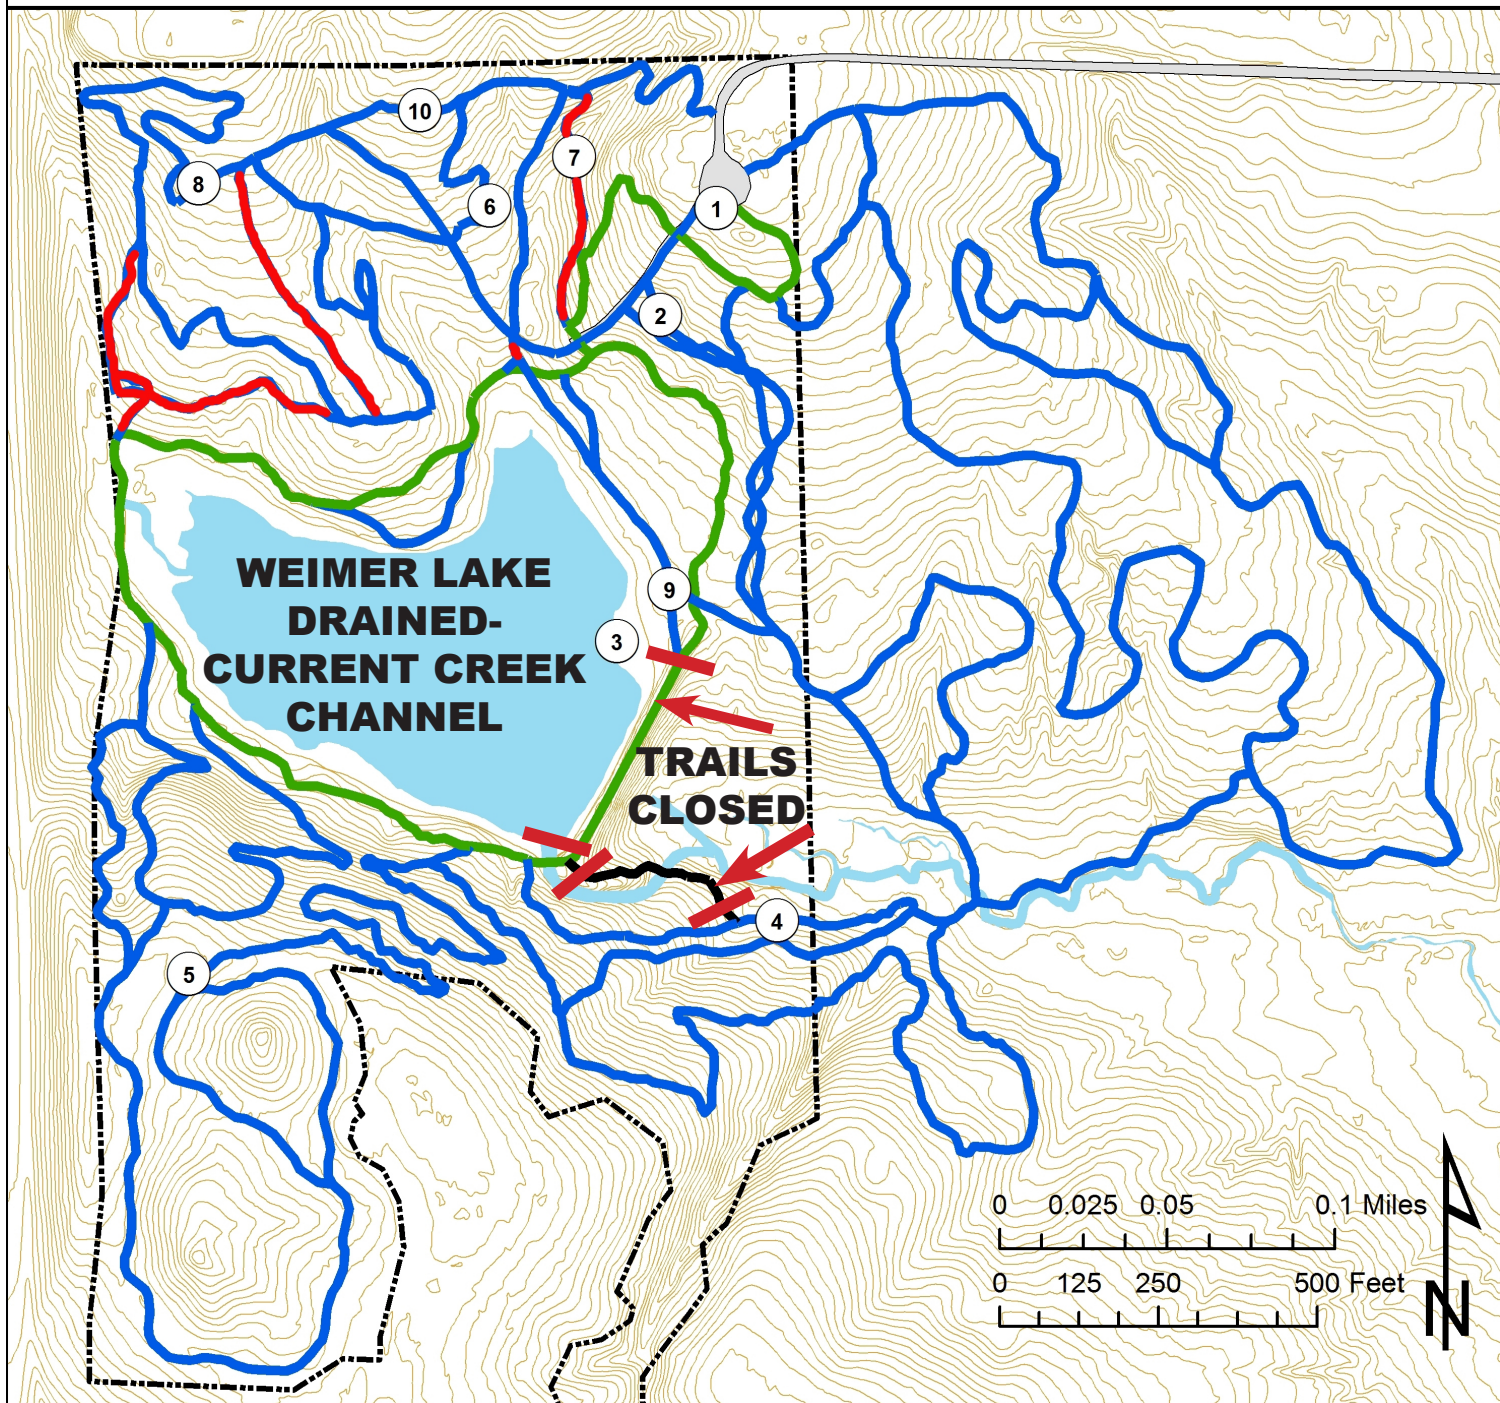 10
7
8
6
1
2
WEIMER LAKE
DRAINED-
CURRENT CREEK
CHANNEL
9
3
TRAILS
CLOSED
4
5
0 0.025 0.05 0.1 Miles
0 125 250 500 Feet
N